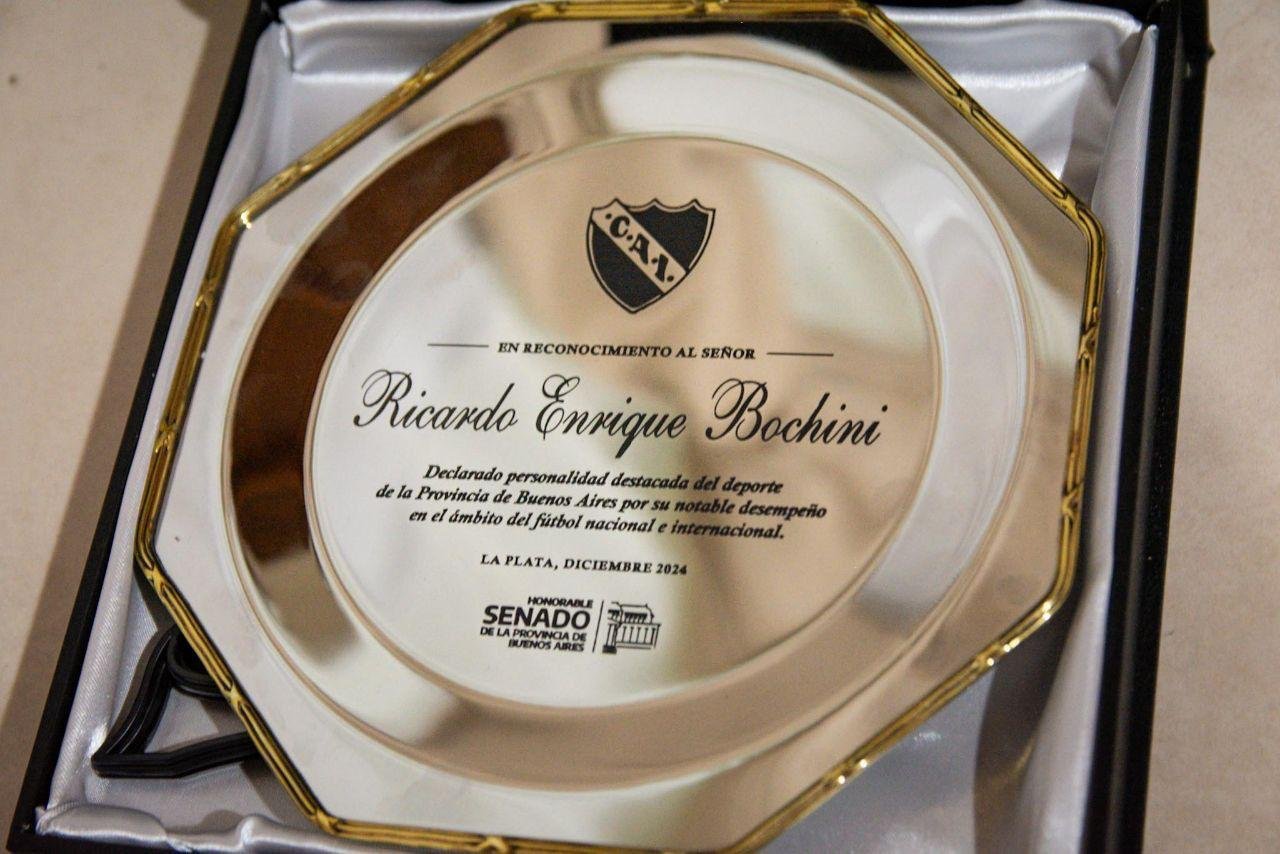 C.A.I.
EN RECONOCIMIENTO AL SEÑOR
Ricardo Enrique Bochini
Declarado personalidad destacada del deporte
de la Provincia de Buenos Aires por su notable desempeño
en el ámbito del fútbol nacional e internacional.
LA PLATA, DICIEMBRE 2024
HONORABLE
SENADO
DE LA PROVINCIA DE
BUENOS AIRES